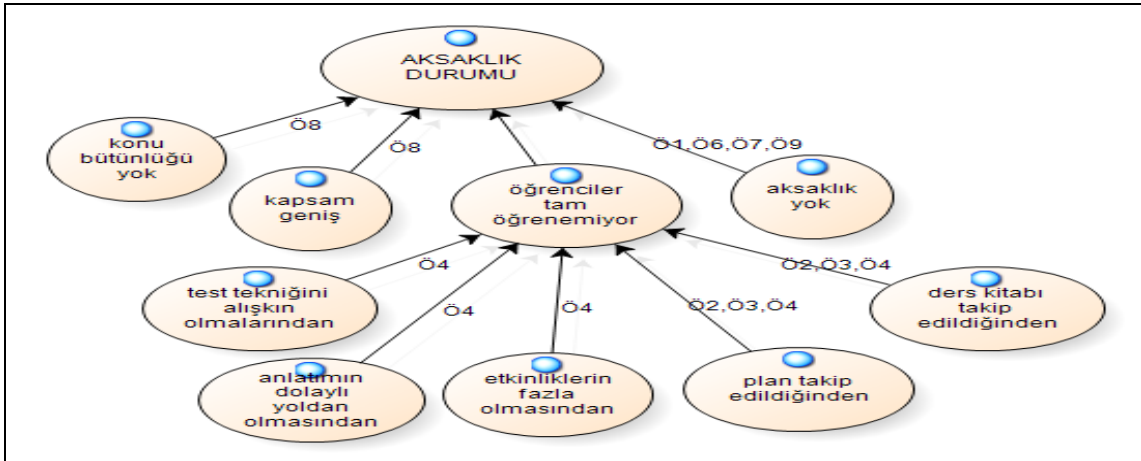 AKSAKLIK
DURUMU
Ö8
Ö8
Ö1,Ö6,Ö7,Ö9
konu
bütünlüğü
yok
kapsam
geniş
öğrenciler
tam
öğrenemiyor
aksaklık
yok
Ö4
Ö4
Ö4
Ö2,Ö3,Ö4
Ö2,Ö3,Ö4
test tekniğini
alışkın
olmalarından
anlatımın
dolaylı
yoldan
olmasından
etkinliklerin
fazla
olmasından
plan takip
edildiğinden
ders kitabı
takip
edildiğinden